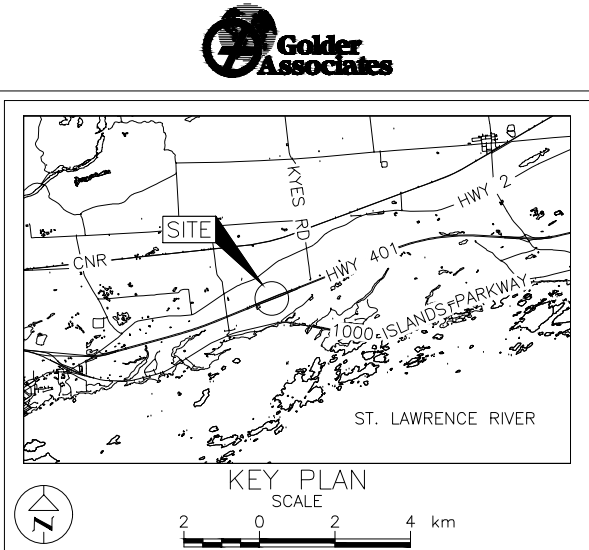 Golder
Associates
KYES RD
HWY 2
SITE
CNR
HWY 401
1000 ISLANDS PARKWAY
ST. LAWRENCE RIVER
KEY PLAN
SCALE
N
2 0 2 4 km